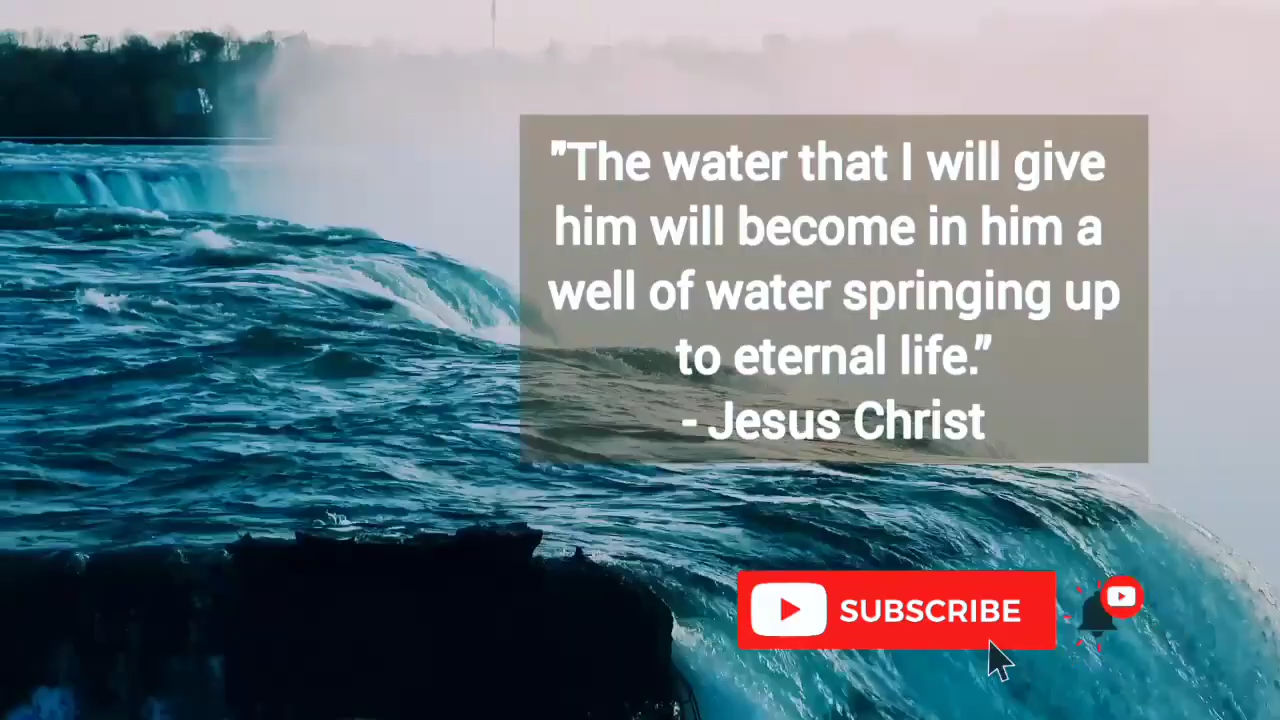 "The water that I will give
him will become in him a
well of water springing up
to eternal life.”
- Jesus Christ
SUBSCRIBE